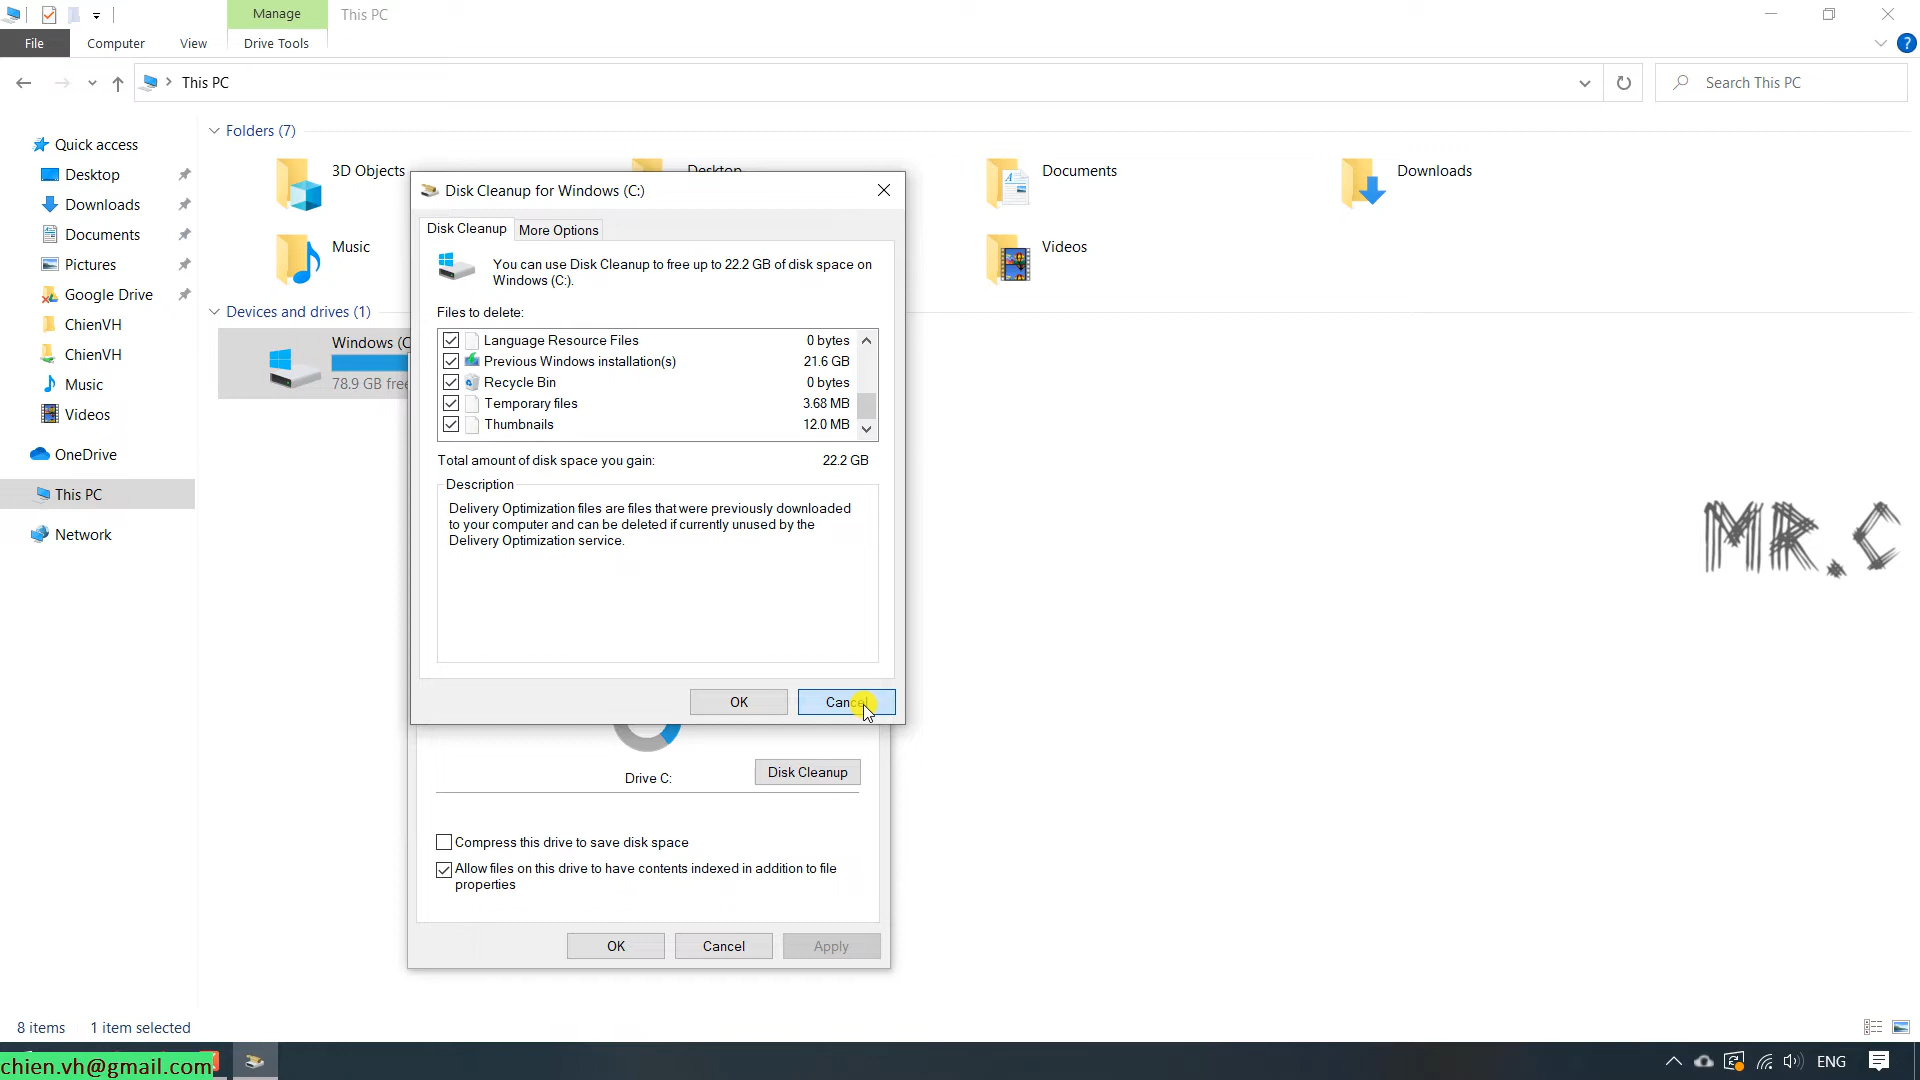 Manage
This PC
File
Computer
View
Drive Tools
This PC
Search This PC
Quick access
Desktop
Downloads
Documents
Pictures
Google Drive
ChienVH
ChienVH
Music
Videos
OneDrive
This PC
Network
Folders (7)
3D Objects
Desktop
Documents
Downloads
Music
Videos
Devices and drives (1)
Windows (C
78.9 GB free
Disk Cleanup for Windows (C:)
Disk Cleanup
More Options
You can use Disk Cleanup to free up to 22.2 GB of disk space on
Windows (C:).
Files to delete:
Language Resource Files 0 bytes
Previous Windows installation(s) 21.6 GB
Recycle Bin 0 bytes
Temporary files 3.68 MB
Thumbnails 12.0 MB
Total amount of disk space you gain: 22.2 GB
Description
Delivery Optimization files are files that were previously downloaded
to your computer and can be deleted if currently unused by the
Delivery Optimization service.
OK
Cancel
Drive C:
Disk Cleanup
Compress this drive to save disk space
Allow files on this drive to have contents indexed in addition to file
properties
OK
Cancel
Apply
MR.C
8 items
1 item selected
chien.vh@gmail.com
ENG